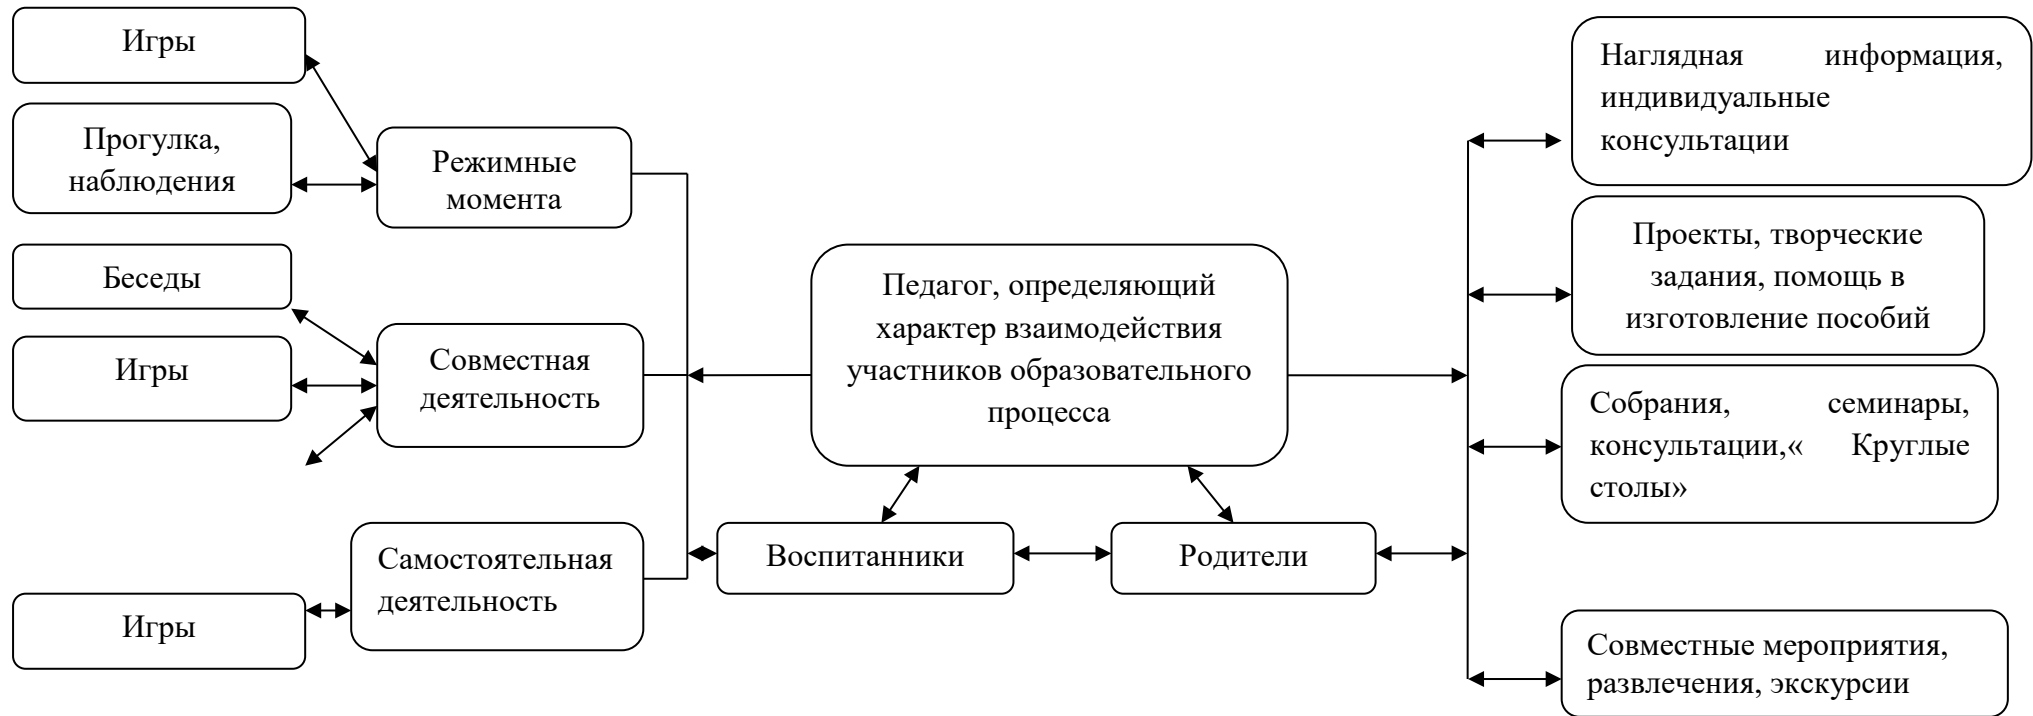 Игры
Прогулка,
наблюдения
Режимные
момента
Беседы
Игры
Совместная
деятельность
Самостоятельная
деятельность
Игры
Педагог, определяющий
характер взаимодействия
участников образовательного
процесса
Воспитанники
Родители
Наглядная информация,
индивидуальные
консультации
Проекты, творческие
задания, помощь в
изготовление пособий
Собрания, семинары,
консультации,« Круглые
столы»
Совместные мероприятия,
развлечения, экскурсии